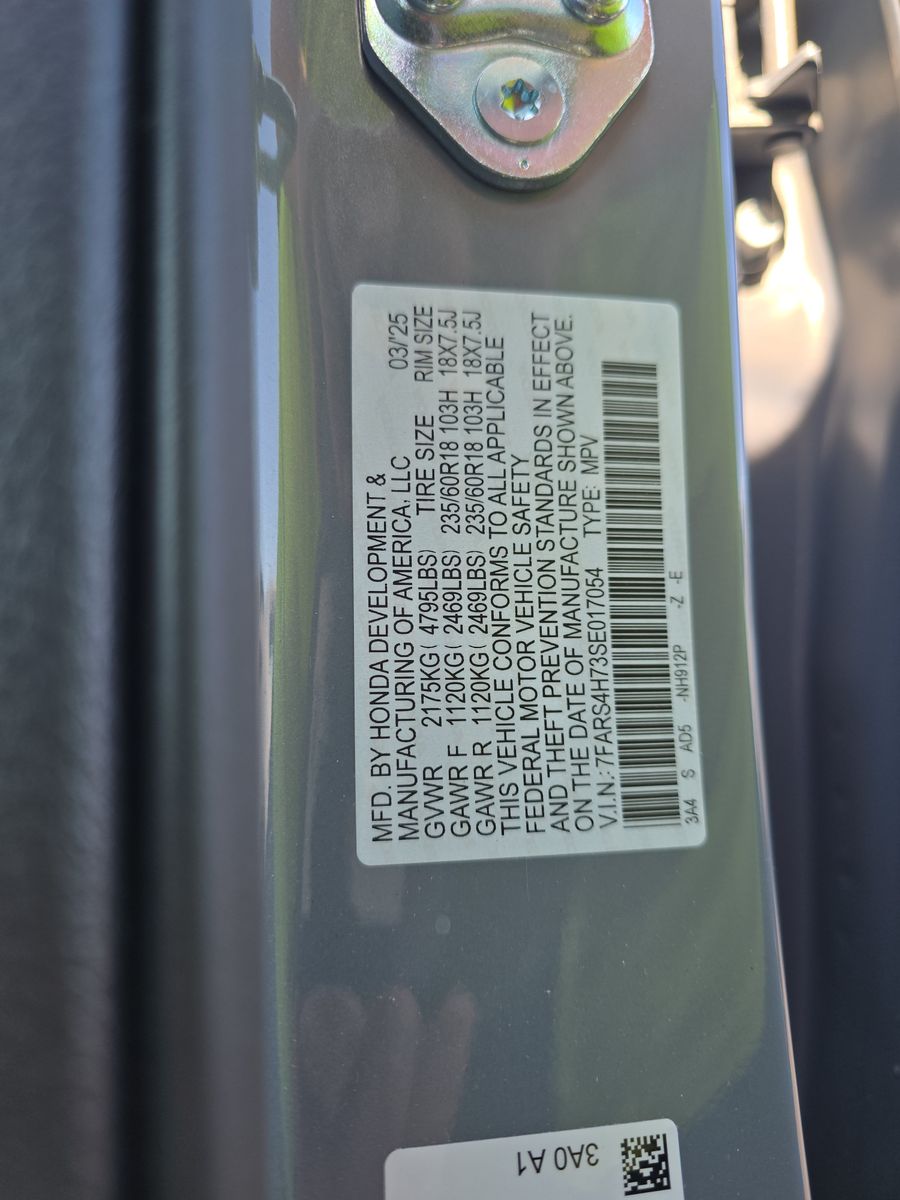 MFD. BY HONDA DEVELOPMENT &
MANUFACTURING OF AMERICA, LLC 03/'25
GVWR 2175KG( 4795LBS) TIRE SIZE RIM SIZE
GAWR F 1120KG( 2469LBS) 235/60R18 103H 18X7.5J
GAWR R 1120KG( 2469LBS) 235/60R18 103H 18X7.5J
THIS VEHICLE CONFORMS TO ALL APPLICABLE
FEDERAL MOTOR VEHICLE SAFETY
AND THEFT PREVENTION STANDARDS IN EFFECT
ON THE DATE OF MANUFACTURE SHOWN ABOVE.
V.I.N.: 7FARS4H73SE017054 TYPE: MPV
3A4 S AD5 -NH912P -Z -E
3A0 A1